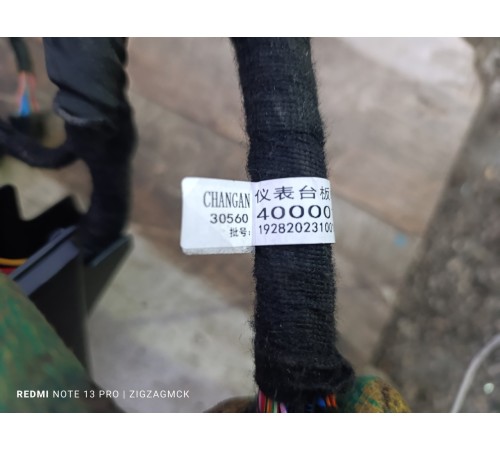 CHANGAN 仪表台板
30560 40000
批号: 19282023100
REDMI NOTE 13 PRO | ZIGZAGMCK